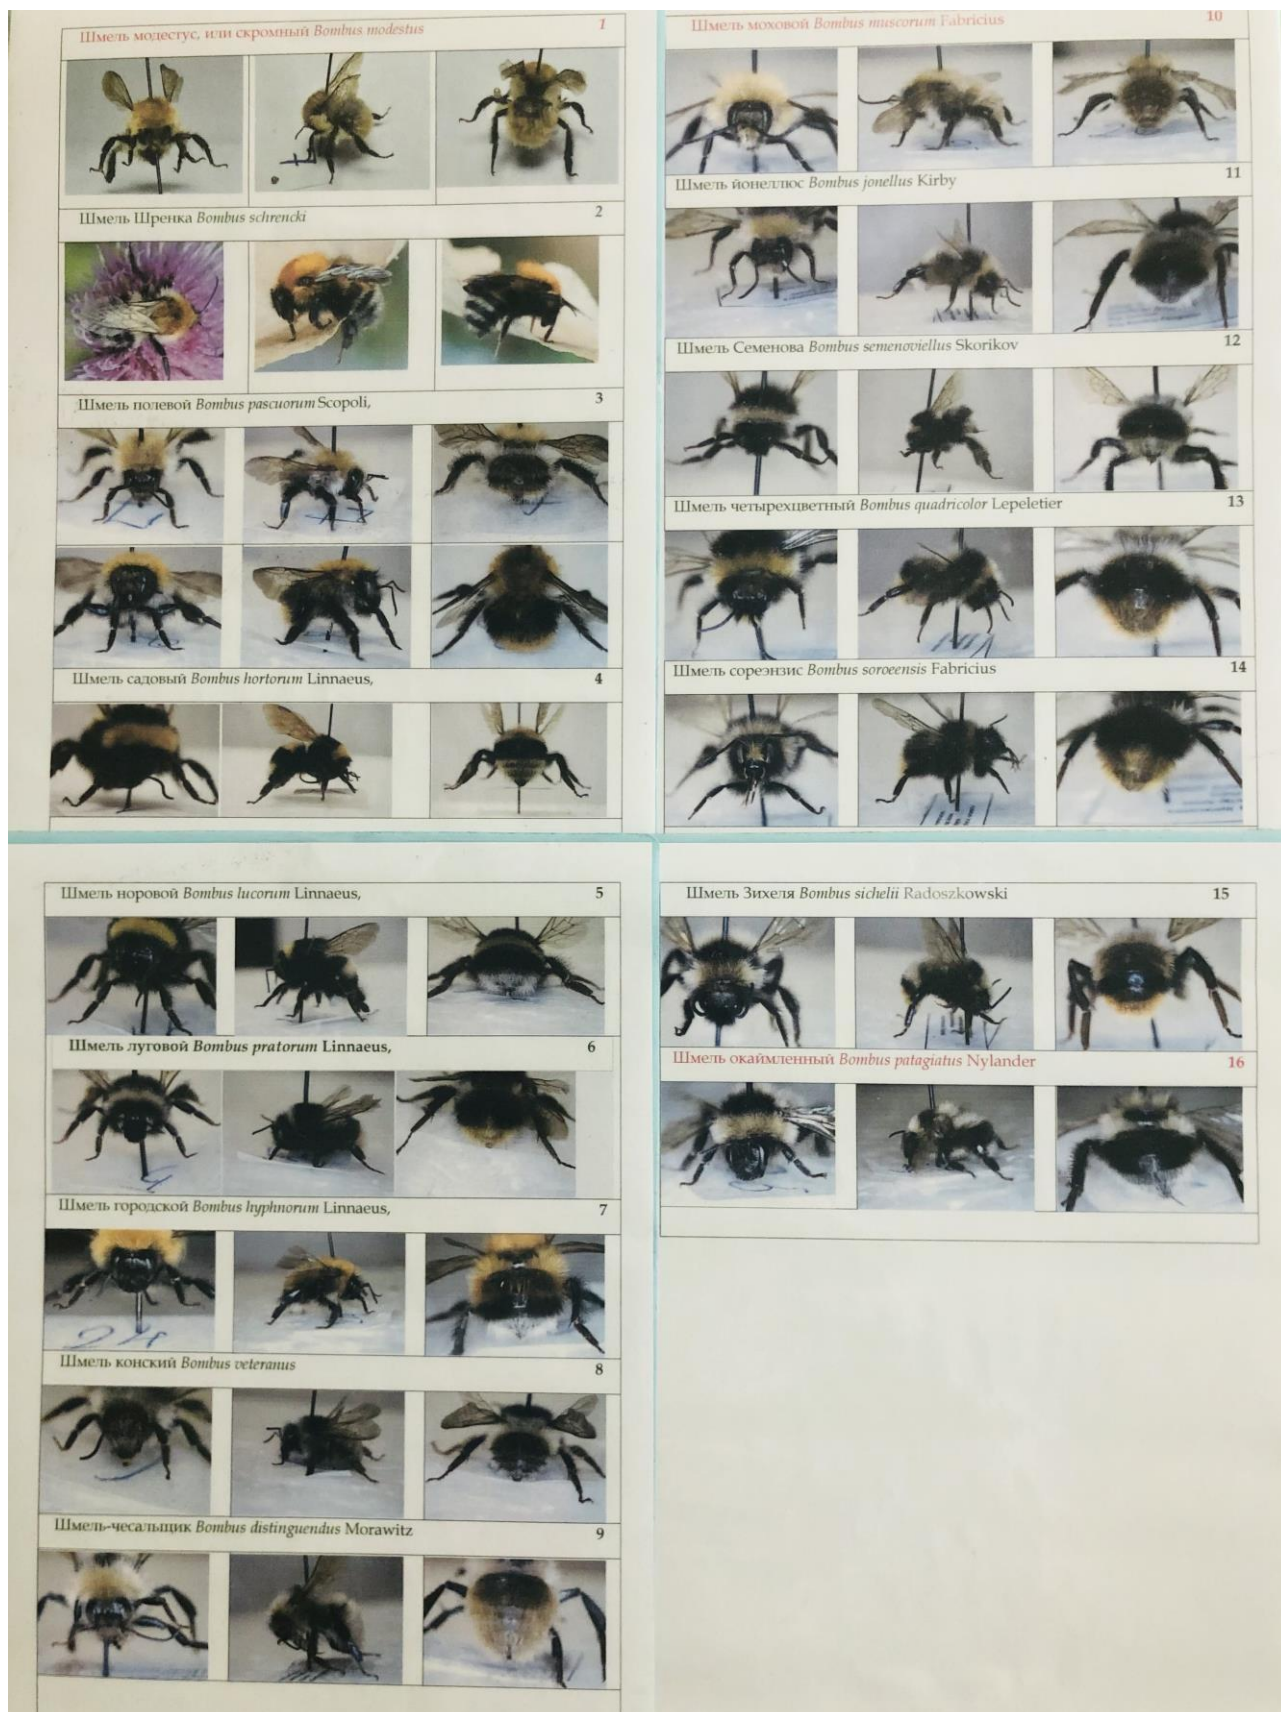 Шмель модестус, или скромный Bombus modestus 1
Шмель Шренка Bombus schrencki 2
Шмель полевой Bombus pascuorum Scopoli, 3
Шмель садовый Bombus hortorum Linnaeus, 4
Шмель моховой Bombus muscorum Fabricius 10
Шмель йонеллюс Bombus jonellus Kirby 11
Шмель Семенова Bombus semenoviellus Skorikov 12
Шмель четырехцветный Bombus quadricolor Lepeletier 13
Шмель сореэнзис Bombus soroeensis Fabricius 14
Шмель норовой Bombus lucorum Linnaeus, 5
Шмель луговой Bombus pratorum Linnaeus, 6
Шмель городской Bombus hyphnorum Linnaeus, 7
Шмель конский Bombus veteranus 8
Шмель-чесальщик Bombus distinguendus Morawitz 9
Шмель Зихеля Bombus sichelii Radoszkowski 15
Шмель окаймленный Bombus patagiatus Nylander 16